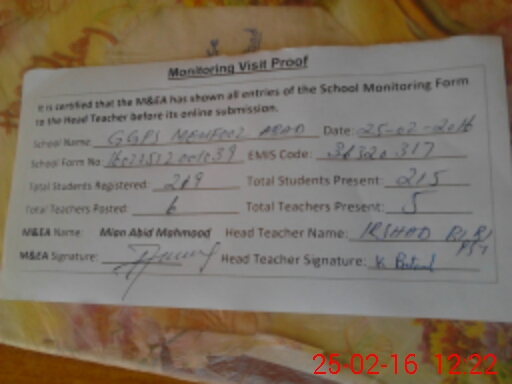 Monitoring Visit Proof
It is certified that the M&EA has shown all entries of the School Monitoring Form
to the Head Teacher before its online submission.
School Name: GGPS Date: 25-02-2016
School Form No: EMIS Code: 31320317
Total Students Registered: 219 Total Students Present: 215
Total Teachers Posted: 6 Total Teachers Present: 5
M&EA Name: Mian Abid Mahmood Head Teacher Name: IRSHAD BIBI
PST
M&EA Signature: Head Teacher Signature:
25-02-16 12:22